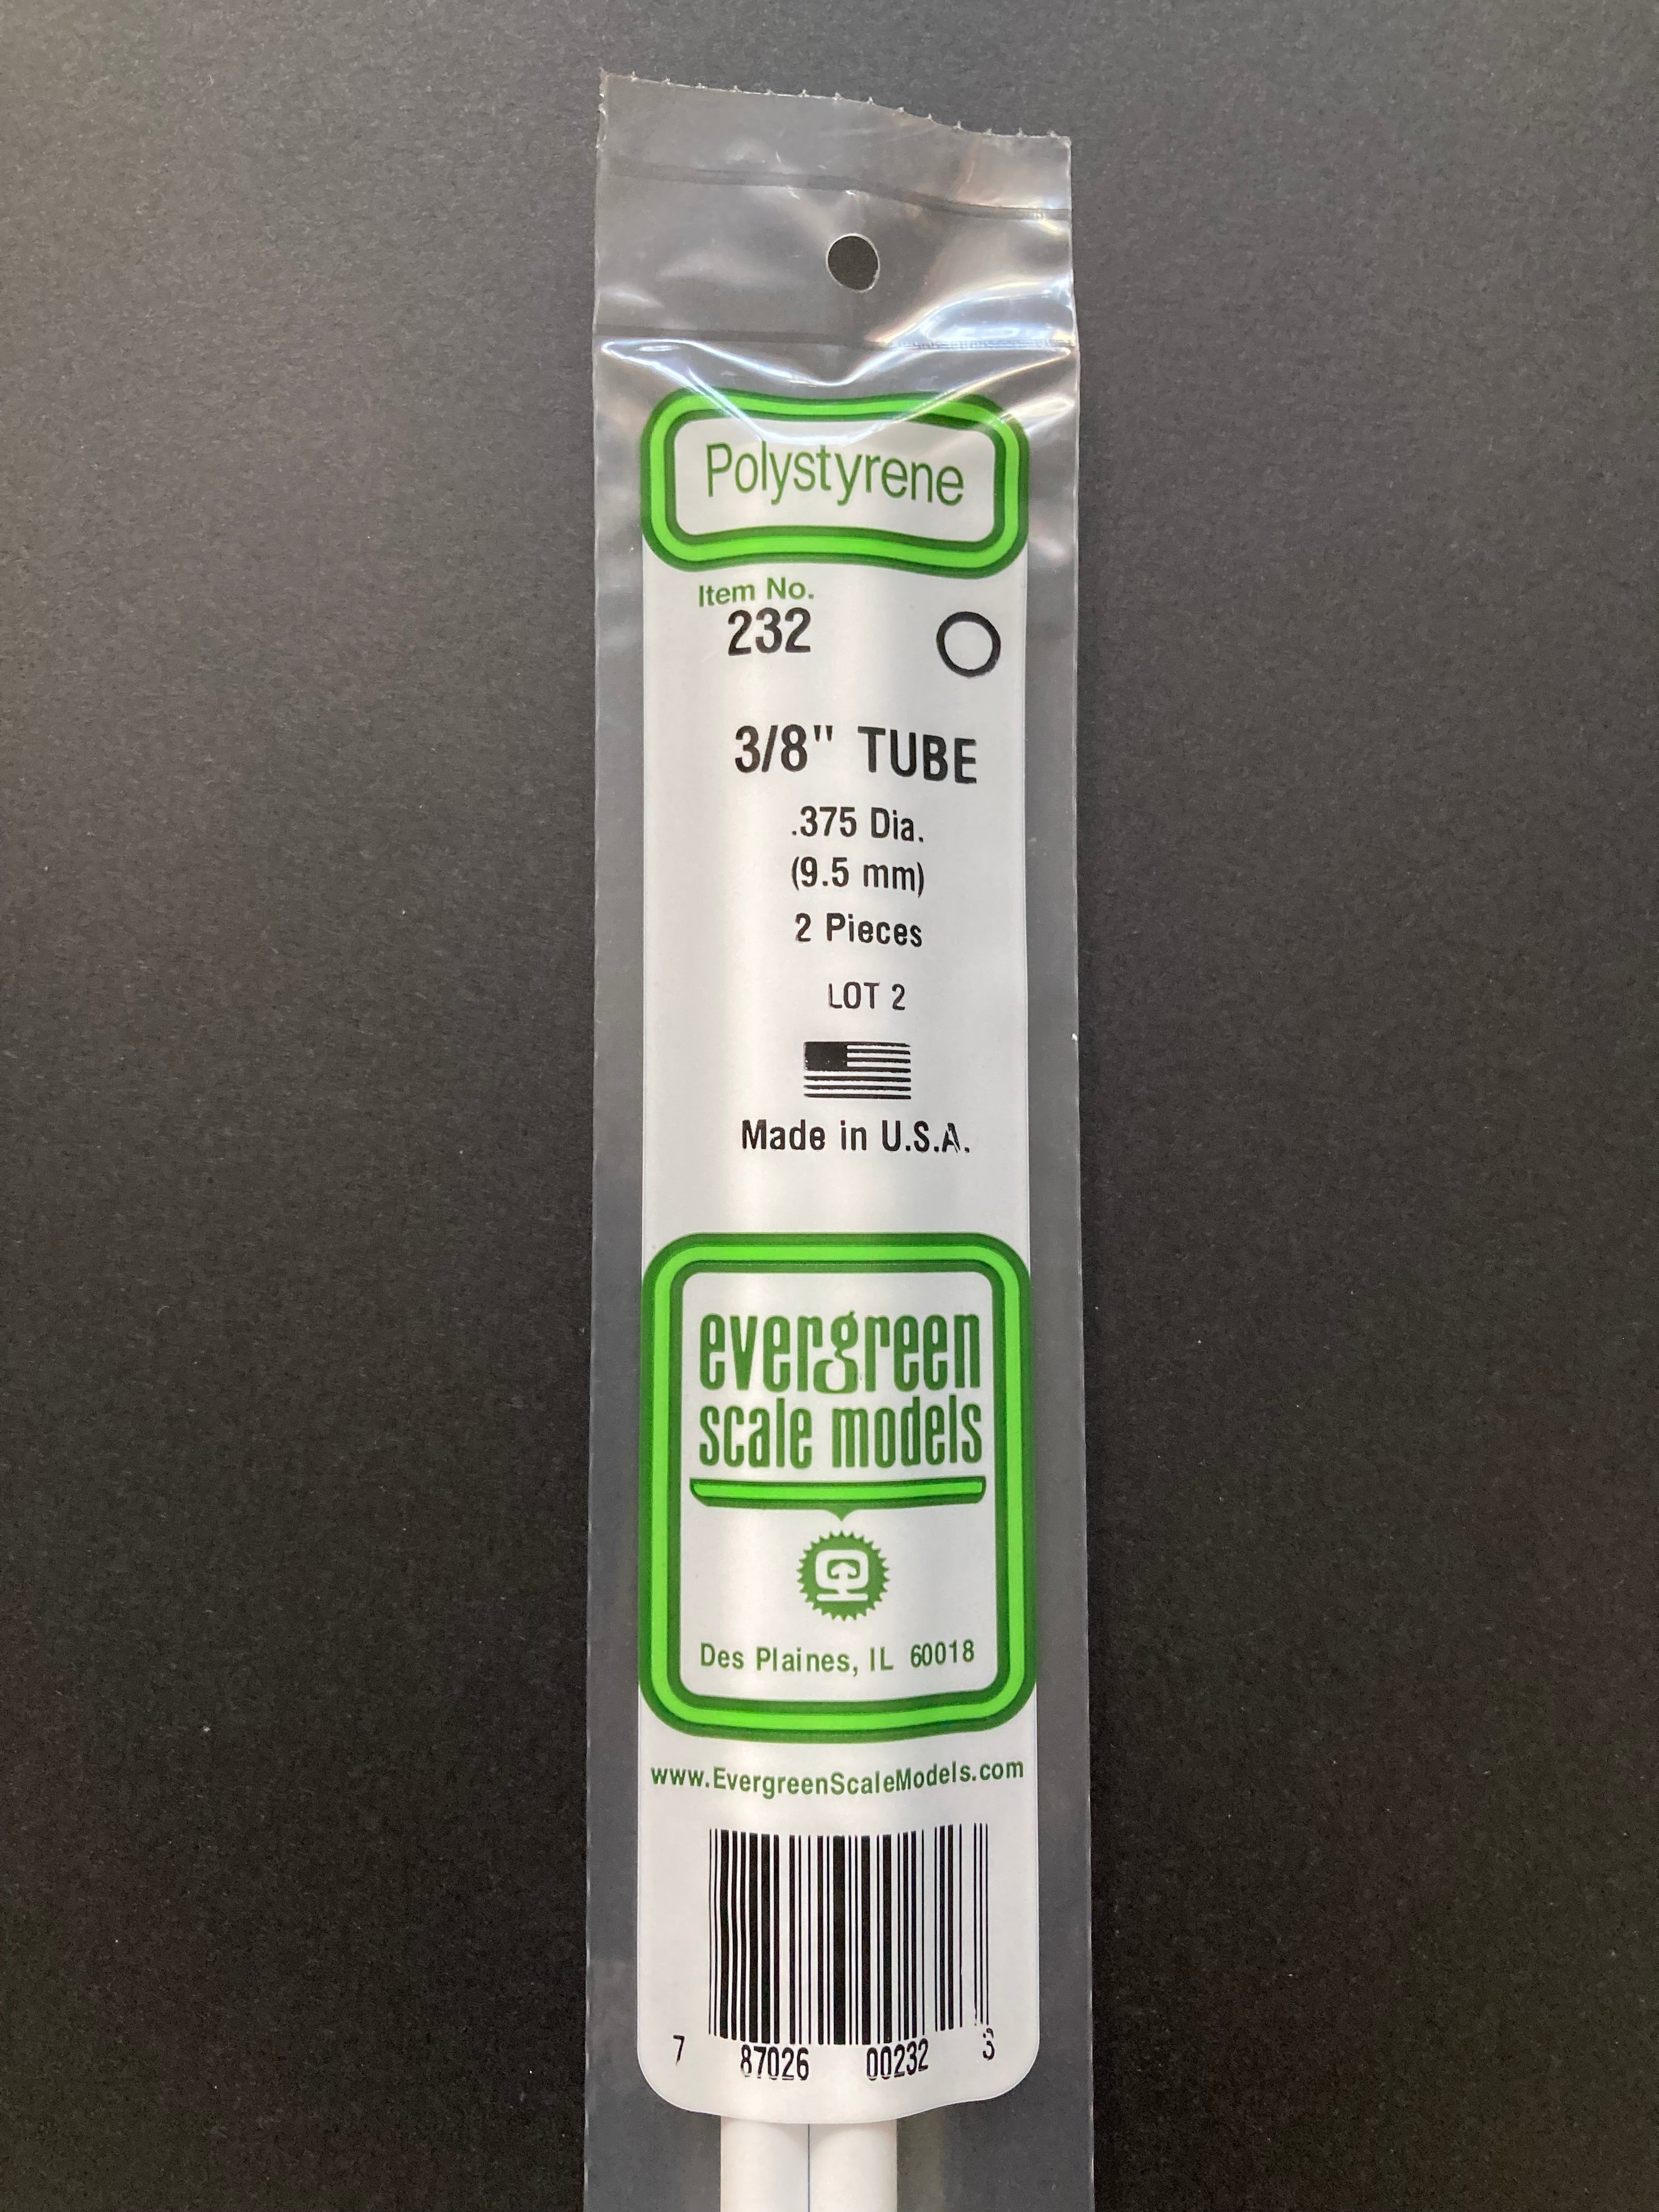 Polystyrene
Item No.
232
3/8" TUBE
.375 Dia.
(9.5 mm)
2 Pieces
LOT 2
Made in U.S.A.
evergreen
scale models
Des Plaines, IL 60018
www.EvergreenScaleModels.com
7 87026 00232 3